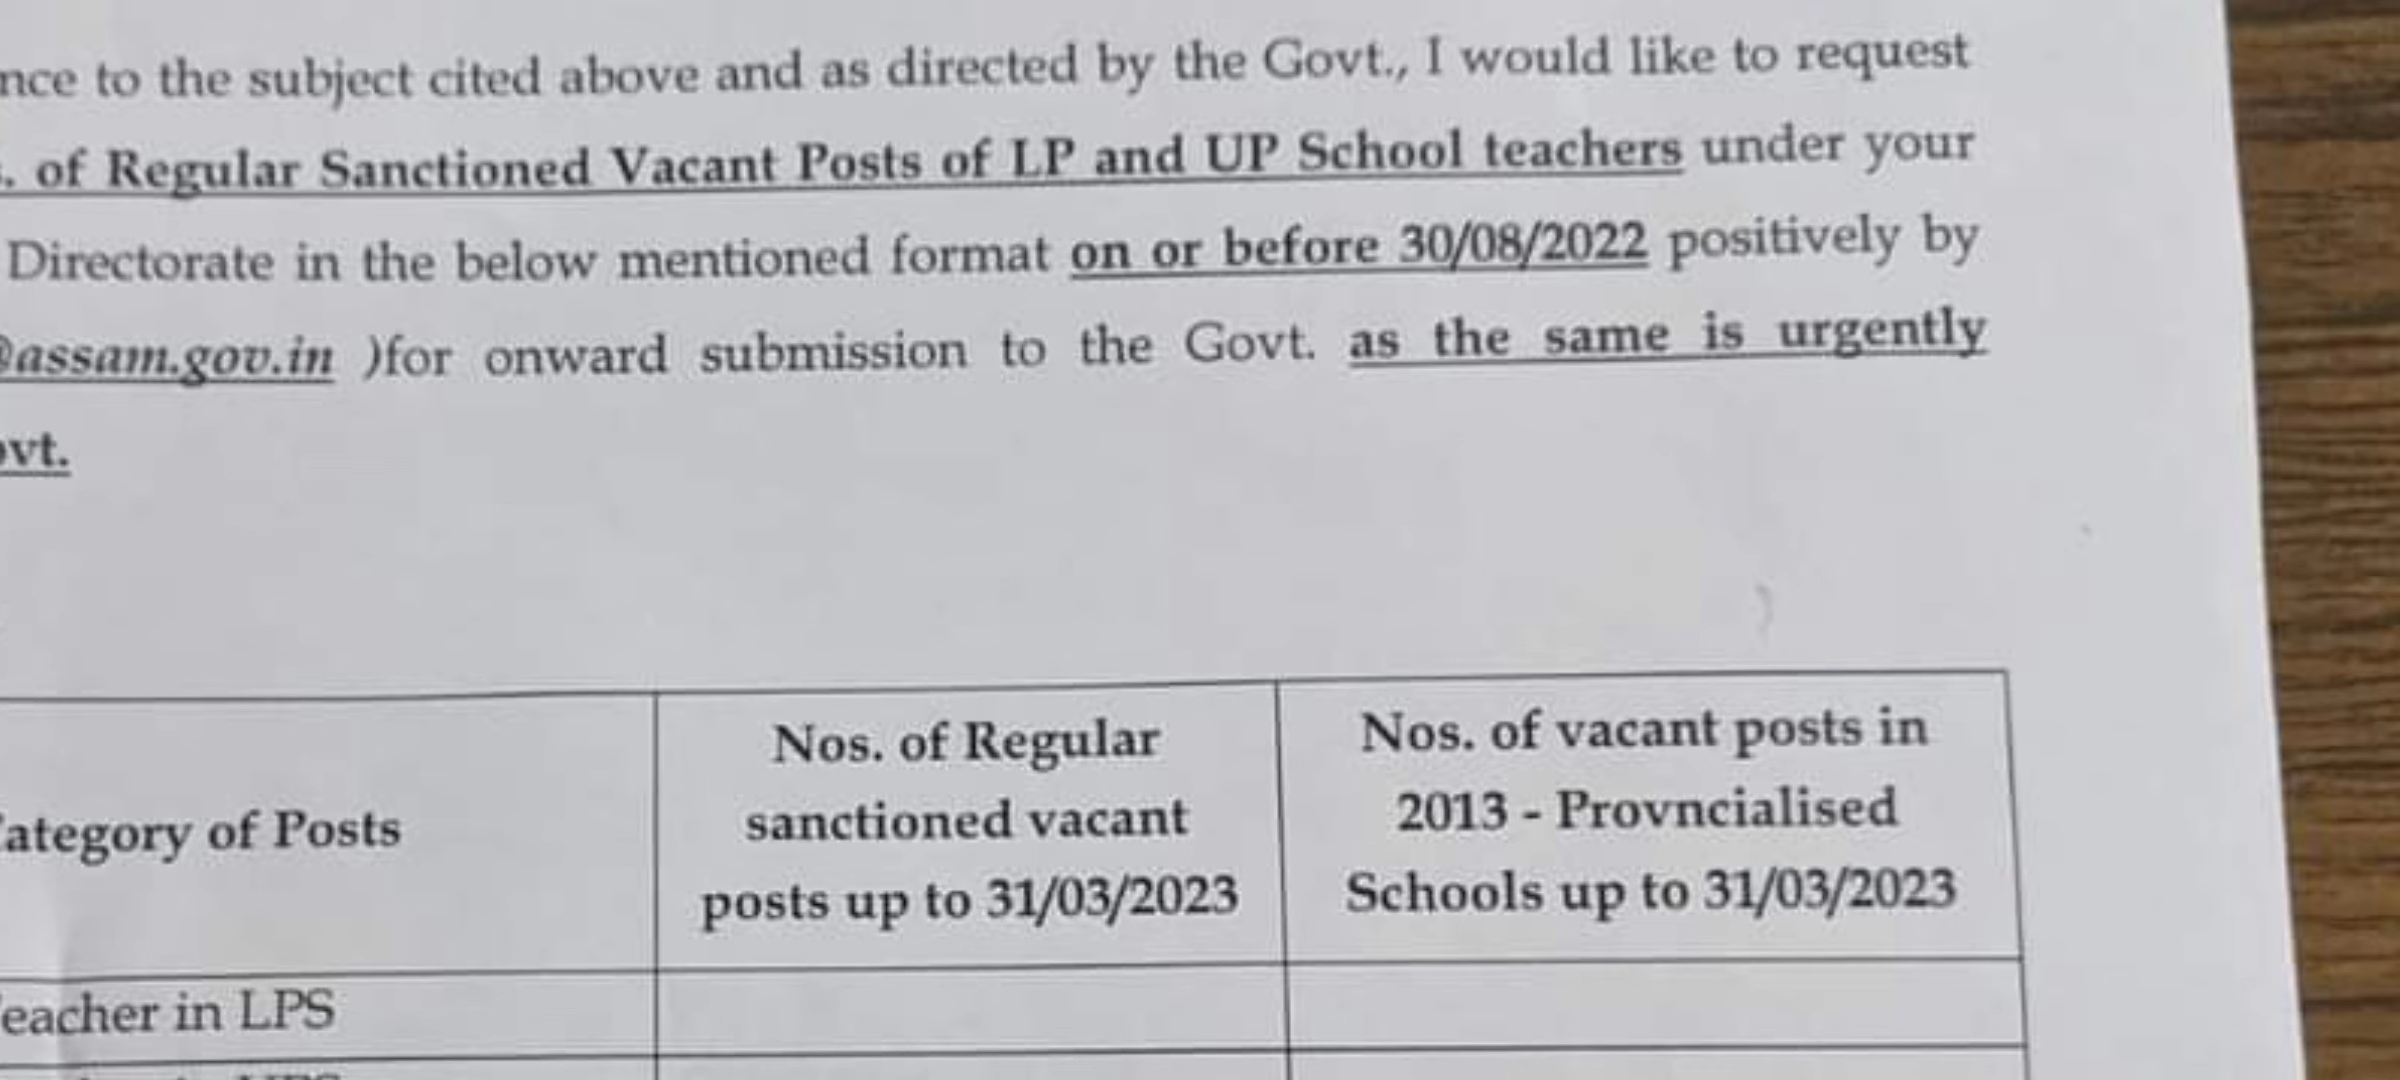 nce to the subject cited above and as directed by the Govt., I would like to request
. of Regular Sanctioned Vacant Posts of LP and UP School teachers under your
Directorate in the below mentioned format on or before 30/08/2022 positively by
@assam.gov.in )for onward submission to the Govt. as the same is urgently
ovt.
ategory of Posts
Nos. of Regular
sanctioned vacant
posts up to 31/03/2023
Nos. of vacant posts in
2013 - Provncialised
Schools up to 31/03/2023
eacher in LPS